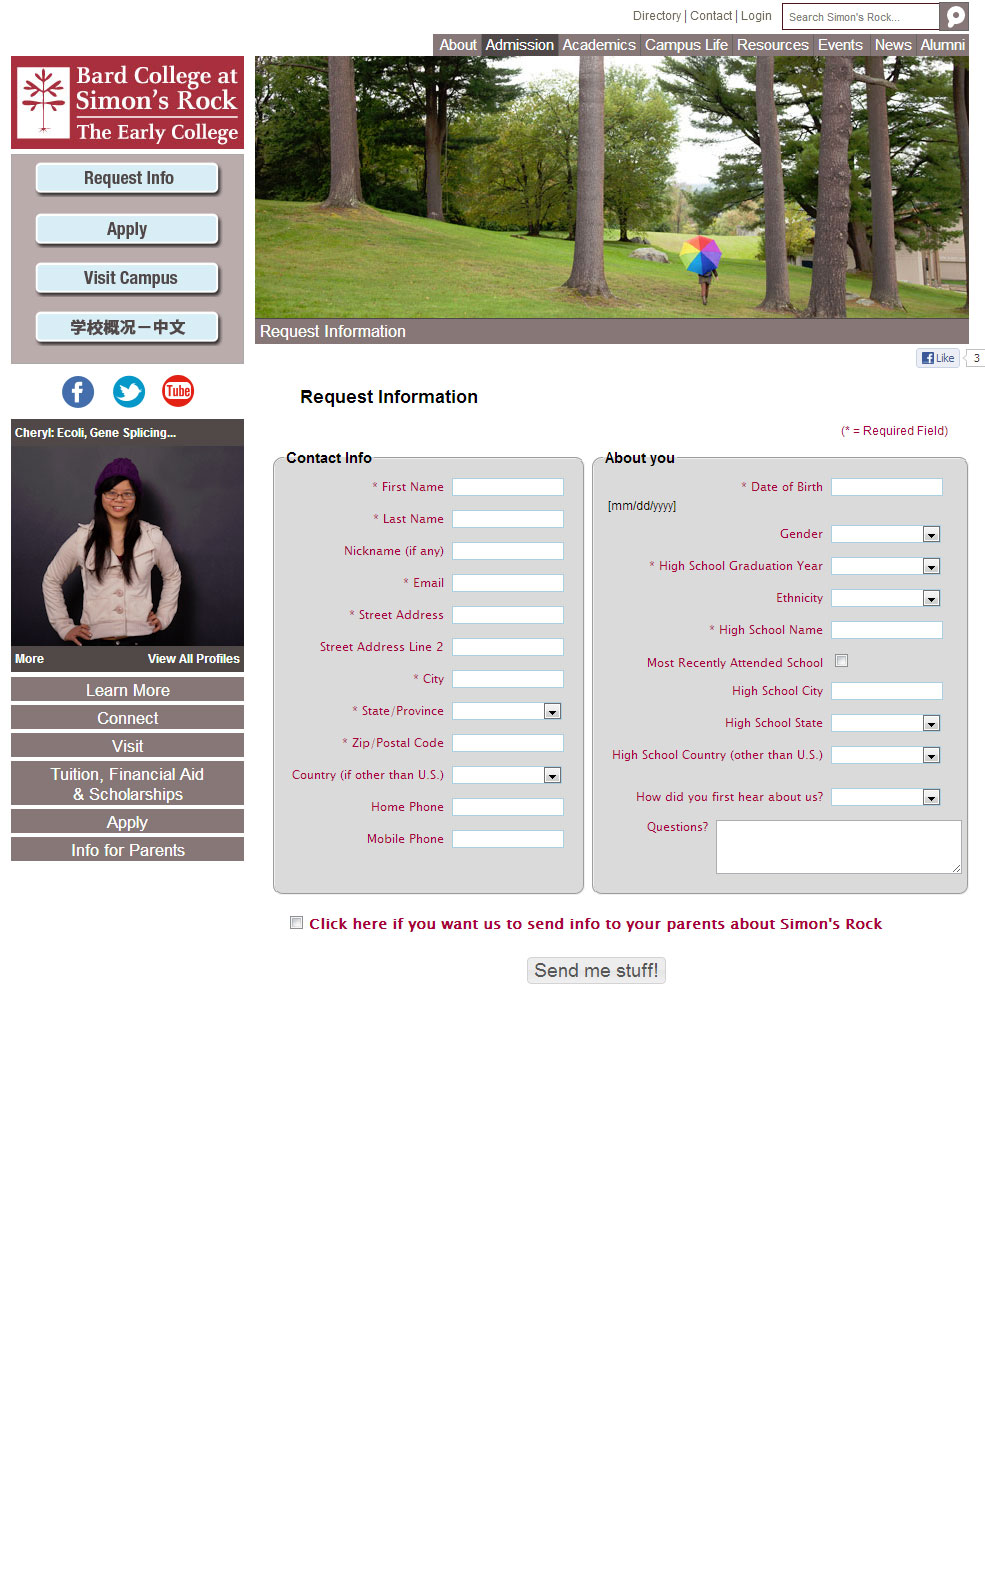 Directory | Contact | Login
Search Simon's Rock...
About Admission Academics Campus Life Resources Events News Alumni
Bard College at
Simon's Rock
The Early College
Request Info
Apply
Visit Campus
学校概况－中文
Tube
Cheryl: Ecoli, Gene Splicing...
More View All Profiles
Learn More
Connect
Visit
Tuition, Financial Aid
& Scholarships
Apply
Info for Parents
Request Information
Like 3
Request Information
(* = Required Field)
Contact Info
* First Name
* Last Name
Nickname (if any)
* Email
* Street Address
Street Address Line 2
* City
* State/Province
* Zip/Postal Code
Country (if other than U.S.)
Home Phone
Mobile Phone
About you
* Date of Birth
[mm/dd/yyyy]
Gender
* High School Graduation Year
Ethnicity
* High School Name
Most Recently Attended School
High School City
High School State
High School Country (other than U.S.)
How did you first hear about us?
Questions?
Click here if you want us to send info to your parents about Simon's Rock
Send me stuff!